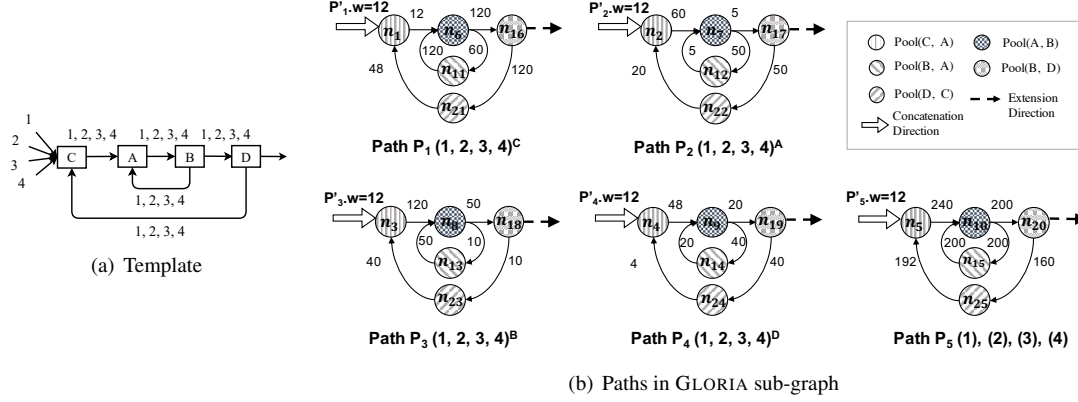 1
2
3
4
1, 2, 3, 4 1, 2, 3, 4 1, 2, 3, 4
C A B D
1, 2, 3, 4
1, 2, 3, 4
(a) Template
P'₁.w=12
12 120
n₁ n₆ n₁₆
120 60
n₁₁
48 120
n₂₁
Path P₁ (1, 2, 3, 4)ᶜ
P'₂.w=12
60 5
n₂ n₇ n₁₇
5 50
n₁₂
20 50
n₂₂
Path P₂ (1, 2, 3, 4)ᴬ
Pool(C, A) Pool(A, B)
Pool(B, A) Pool(B, D)
Pool(D, C) Extension
Direction
Concatenation
Direction
P'₃.w=12
120 50
n₃ n₈ n₁₈
50 10
n₁₃
40 10
n₂₃
Path P₃ (1, 2, 3, 4)ᴮ
P'₄.w=12
48 20
n₄ n₉ n₁₉
20 40
n₁₄
4 40
n₂₄
Path P₄ (1, 2, 3, 4)ᴰ
P'₅.w=12
240 200
n₅ n₁₀ n₂₀
200 200
n₁₅
192 160
n₂₅
Path P₅ (1), (2), (3), (4)
(b) Paths in GLORIA sub-graph